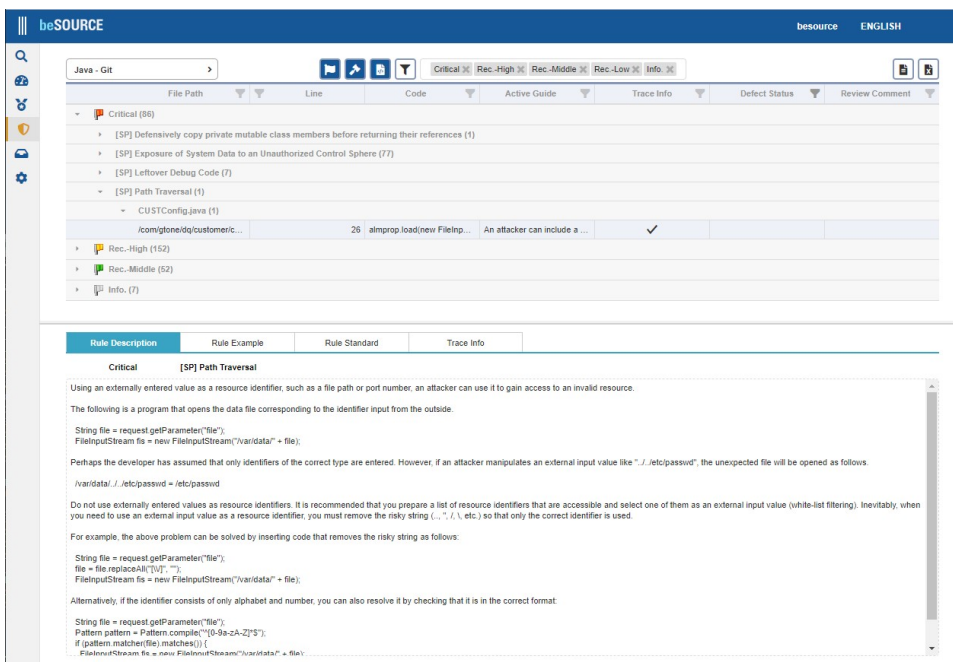 beSOURCE
besource ENGLISH
Java - Git
Critical Rec.-High Rec.-Middle Rec.-Low Info.
File Path Line Code Active Guide Trace Info Defect Status Review Comment
Critical (86)
[SP] Defensively copy private mutable class members before returning their references (1)
[SP] Exposure of System Data to an Unauthorized Control Sphere (77)
[SP] Leftover Debug Code (7)
[SP] Path Traversal (1)
CUSTConfig.java (1)
/com/gtone/dq/customer/c... 26 almprop.load(new FileInp... An attacker can include a ...
Rec.-High (152)
Rec.-Middle (52)
Info. (7)
Rule Description Rule Example Rule Standard Trace Info
Critical [SP] Path Traversal
Using an externally entered value as a resource identifier, such as a file path or port number, an attacker can use it to gain access to an invalid resource.
The following is a program that opens the data file corresponding to the identifier input from the outside.
String file = request.getParameter("file");
FileInputStream fis = new FileInputStream("/var/data/" + file);
Perhaps the developer has assumed that only identifiers of the correct type are entered. However, if an attacker manipulates an external input value like "../../etc/passwd", the unexpected file will be opened as follows.
/var/data/../../etc/passwd = /etc/passwd
Do not use externally entered values as resource identifiers. It is recommended that you prepare a list of resource identifiers that are accessible and select one of them as an external input value (white-list filtering). Inevitably, when
you need to use an external input value as a resource identifier, you must remove the risky string (.., ", /, \, etc.) so that only the correct identifier is used.
For example, the above problem can be solved by inserting code that removes the risky string as follows:
String file = request.getParameter("file");
file = file.replaceAll("[\\/]", "");
FileInputStream fis = new FileInputStream("/var/data/" + file);
Alternatively, if the identifier consists of only alphabet and number, you can also resolve it by checking that it is in the correct format:
String file = request.getParameter("file");
Pattern pattern = Pattern.compile("^[0-9a-zA-Z]*$");
if (pattern.matcher(file).matches()) {
FileInputStream fis = new FileInputStream("/var/data/" + file);